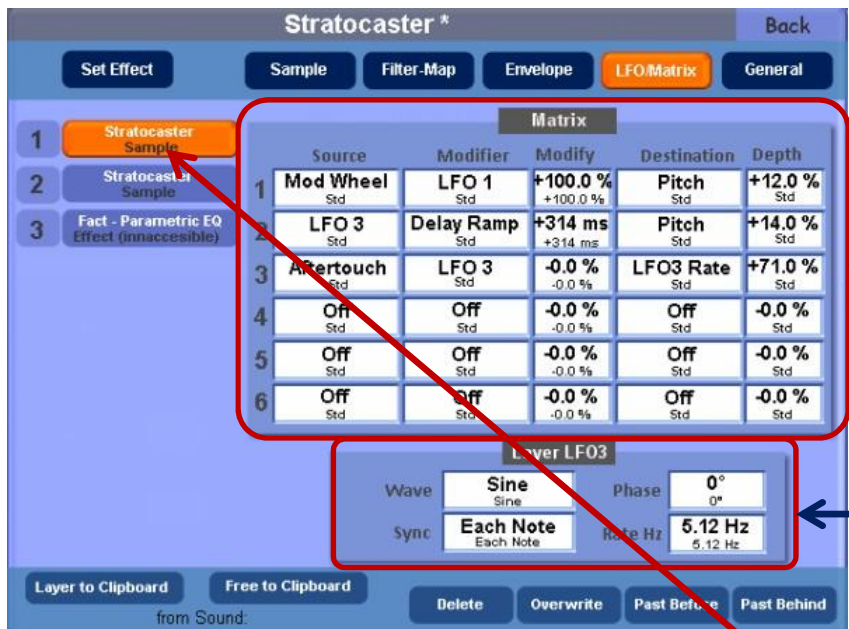 Stratocaster *
Back
Set Effect
Sample
Filter-Map
Envelope
LFO/Matrix
General
1
Stratocaster
Sample
2
Stratocaster
Sample
3
Fact - Parametric EQ
Effect (innaccesible)
Matrix
Source Modifier Modify Destination Depth
1 Mod Wheel LFO 1 +100.0 % Pitch +12.0 %
Std Std +100.0 % Std Std
2 LFO 3 Delay Ramp +314 ms Pitch +14.0 %
Std Std +314 ms Std Std
3 Aftertouch LFO 3 -0.0 % LFO3 Rate +71.0 %
Std Std -0.0 % Std Std
4 Off Off -0.0 % Off -0.0 %
Std Std -0.0 % Std Std
5 Off Off -0.0 % Off -0.0 %
Std Std -0.0 % Std Std
6 Off Off -0.0 % Off -0.0 %
Std Std -0.0 % Std Std
Layer LFO3
Wave Sine Phase 0°
Sine 0°
Sync Each Note Rate Hz 5.12 Hz
Each Note 5.12 Hz
Layer to Clipboard
Free to Clipboard
from Sound:
Delete
Overwrite
Past Before
Past Behind